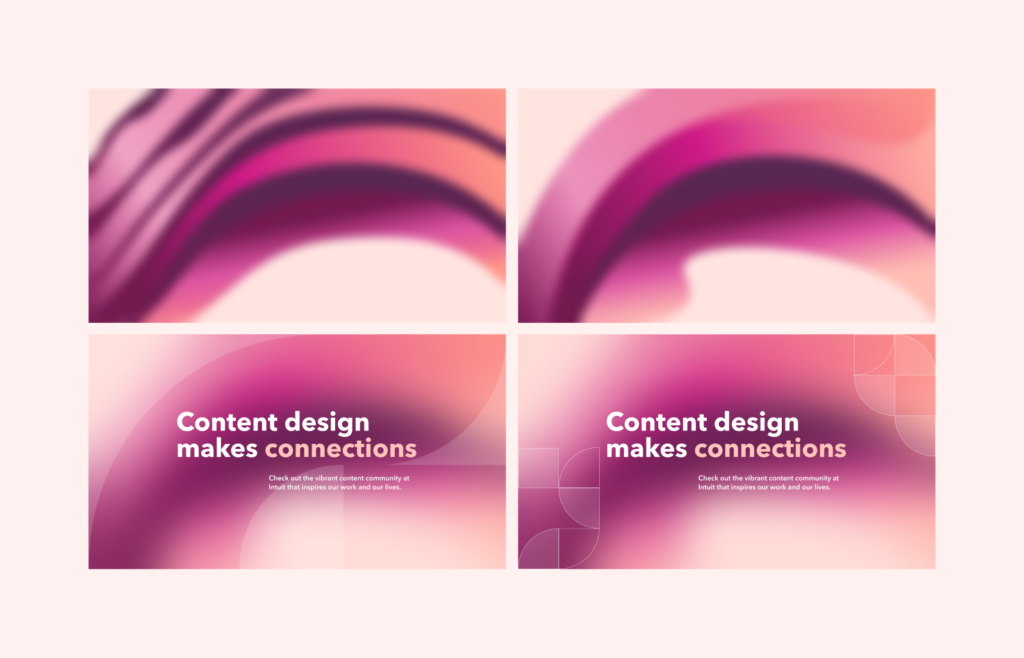 Content design
makes connections
Check out the vibrant content community at
Intuit that inspires our work and our lives.
Content design
makes connections
Check out the vibrant content community at
Intuit that inspires our work and our lives.